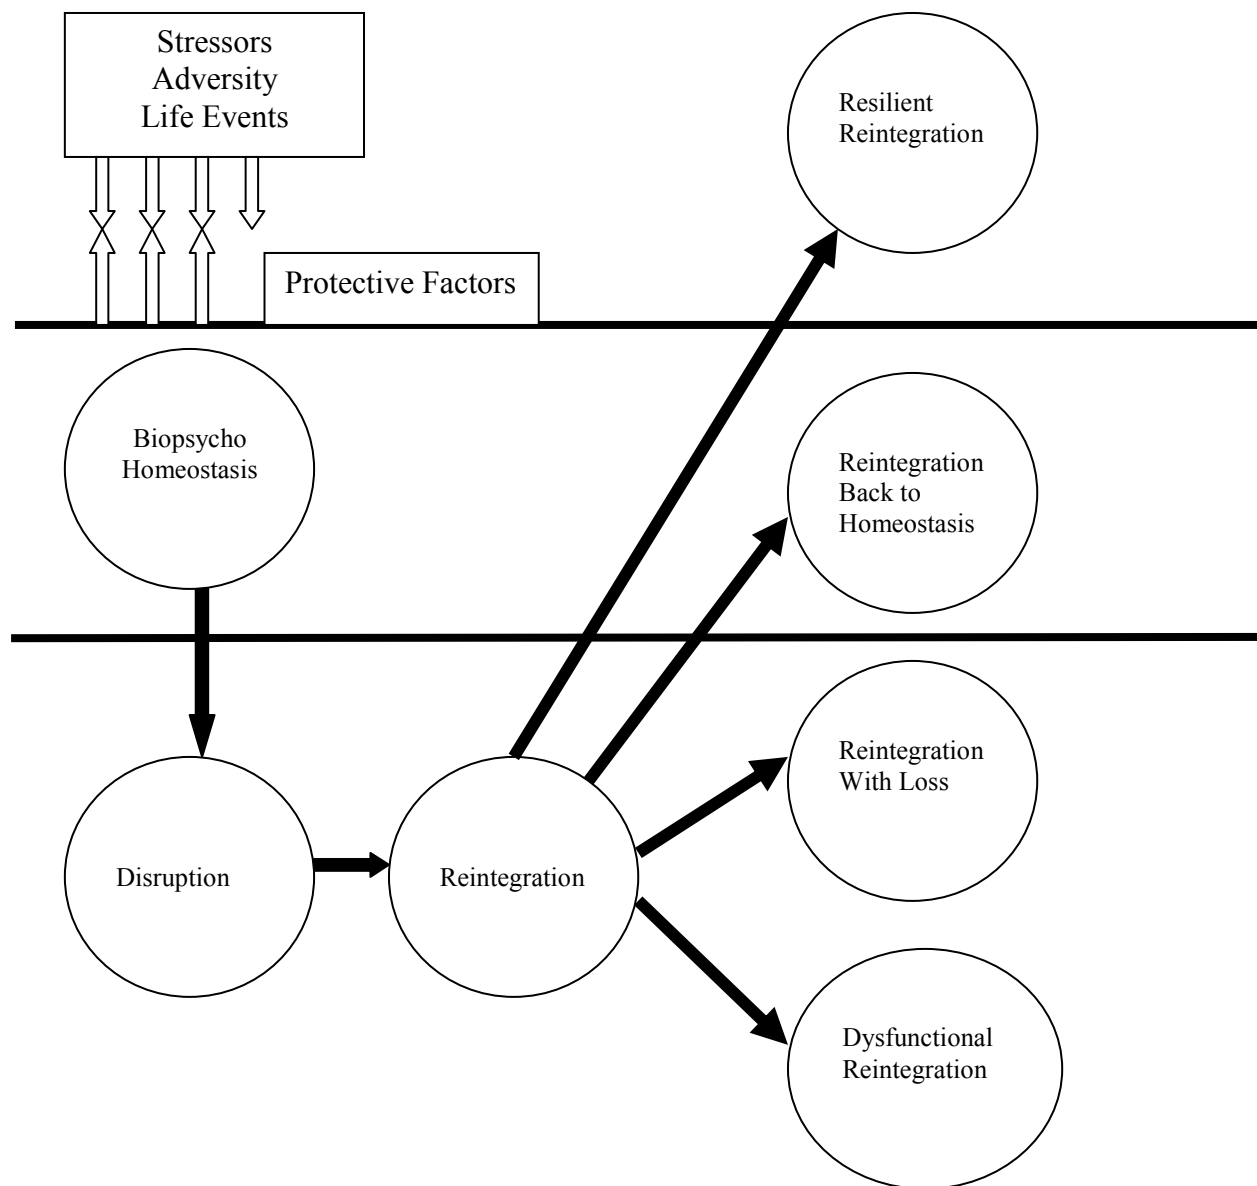 Stressors
Adversity
Life Events
Resilient
Reintegration
Protective Factors
Biopsycho
Homeostasis
Reintegration
Back to
Homeostasis
Reintegration
With Loss
Disruption
Reintegration
Dysfunctional
Reintegration